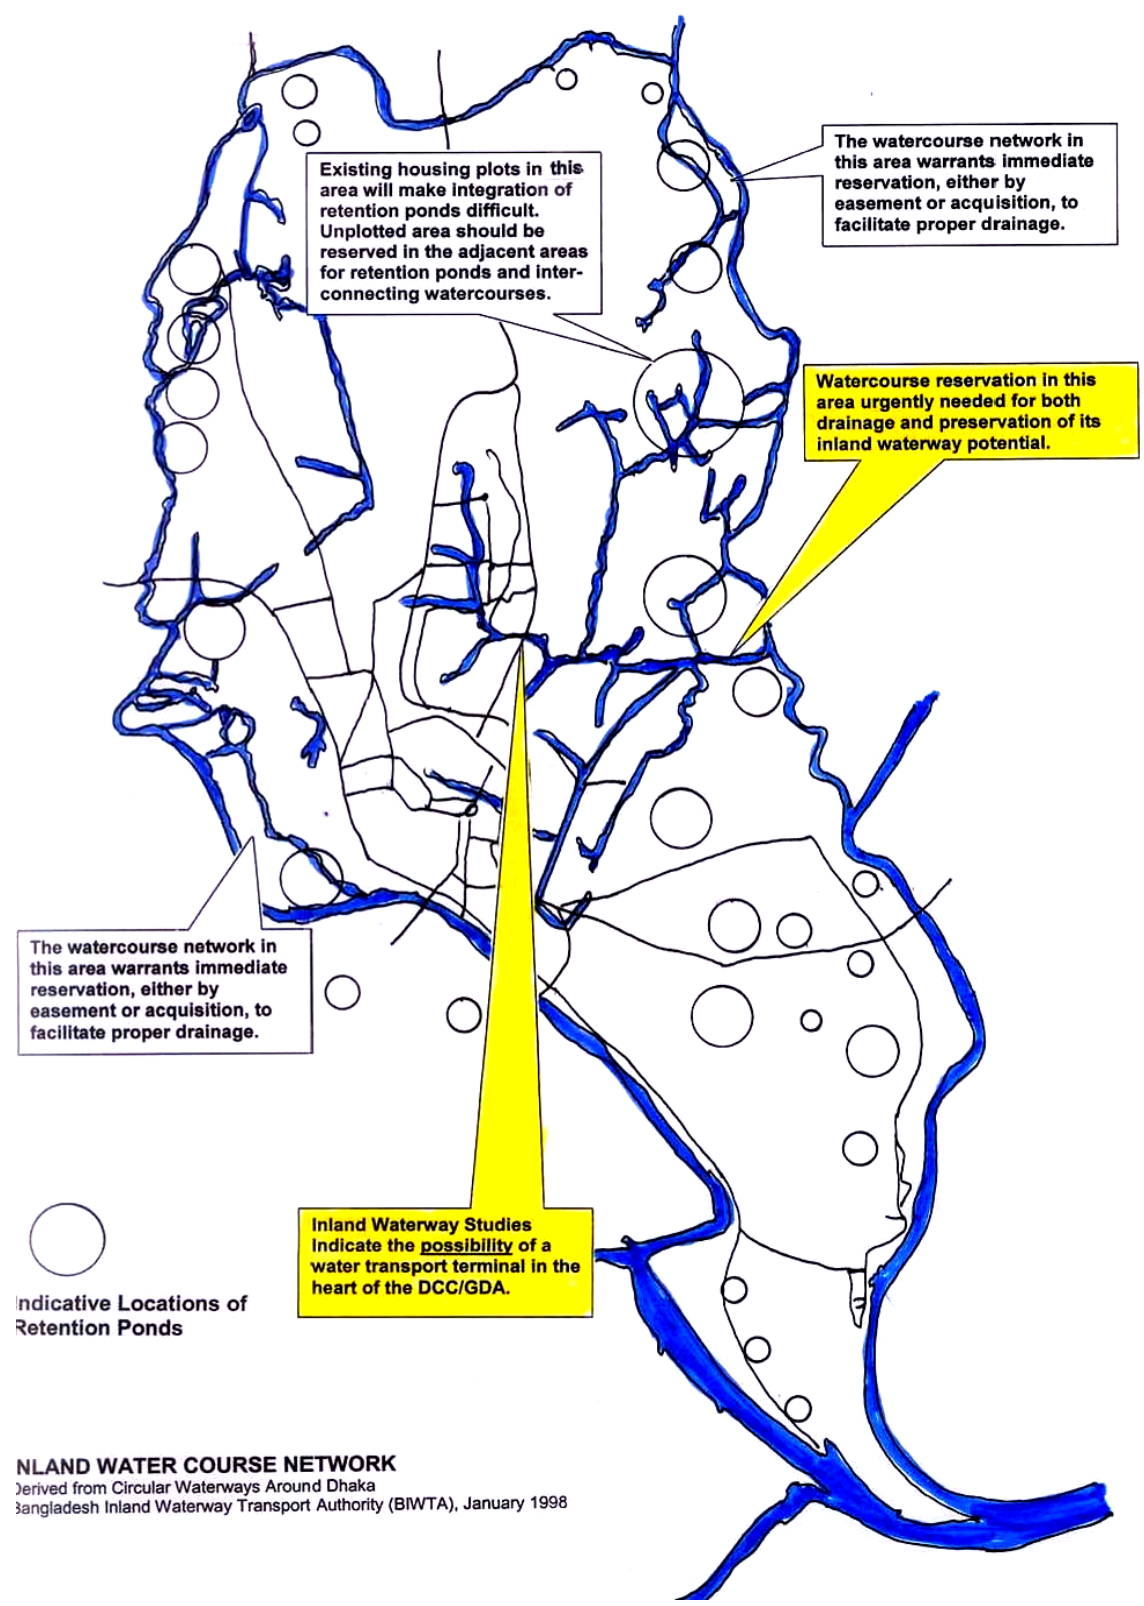 The watercourse network in
this area warrants immediate
reservation, either by
easement or acquisition, to
facilitate proper drainage.
Existing housing plots in this
area will make integration of
retention ponds difficult.
Unplotted area should be
reserved in the adjacent areas
for retention ponds and inter-
connecting watercourses.
Watercourse reservation in this
area urgently needed for both
drainage and preservation of its
inland waterway potential.
The watercourse network in
this area warrants immediate
reservation, either by
easement or acquisition, to
facilitate proper drainage.
Inland Waterway Studies
Indicate the possibility of a
water transport terminal in the
heart of the DCC/GDA.
Indicative Locations of
Retention Ponds
NLAND WATER COURSE NETWORK
Derived from Circular Waterways Around Dhaka
Bangladesh Inland Waterway Transport Authority (BIWTA), January 1998